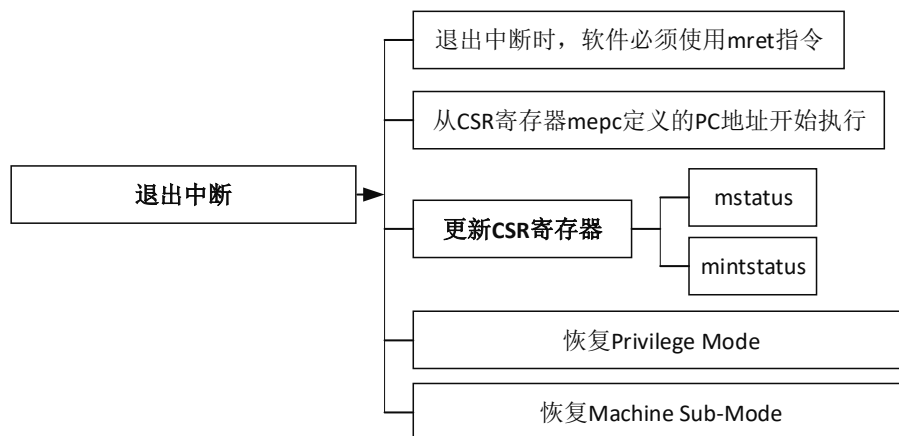 退出中断
退出中断时，软件必须使用mret指令
从CSR寄存器mepc定义的PC地址开始执行
更新CSR寄存器
mstatus
mintstatus
恢复Privilege Mode
恢复Machine Sub-Mode